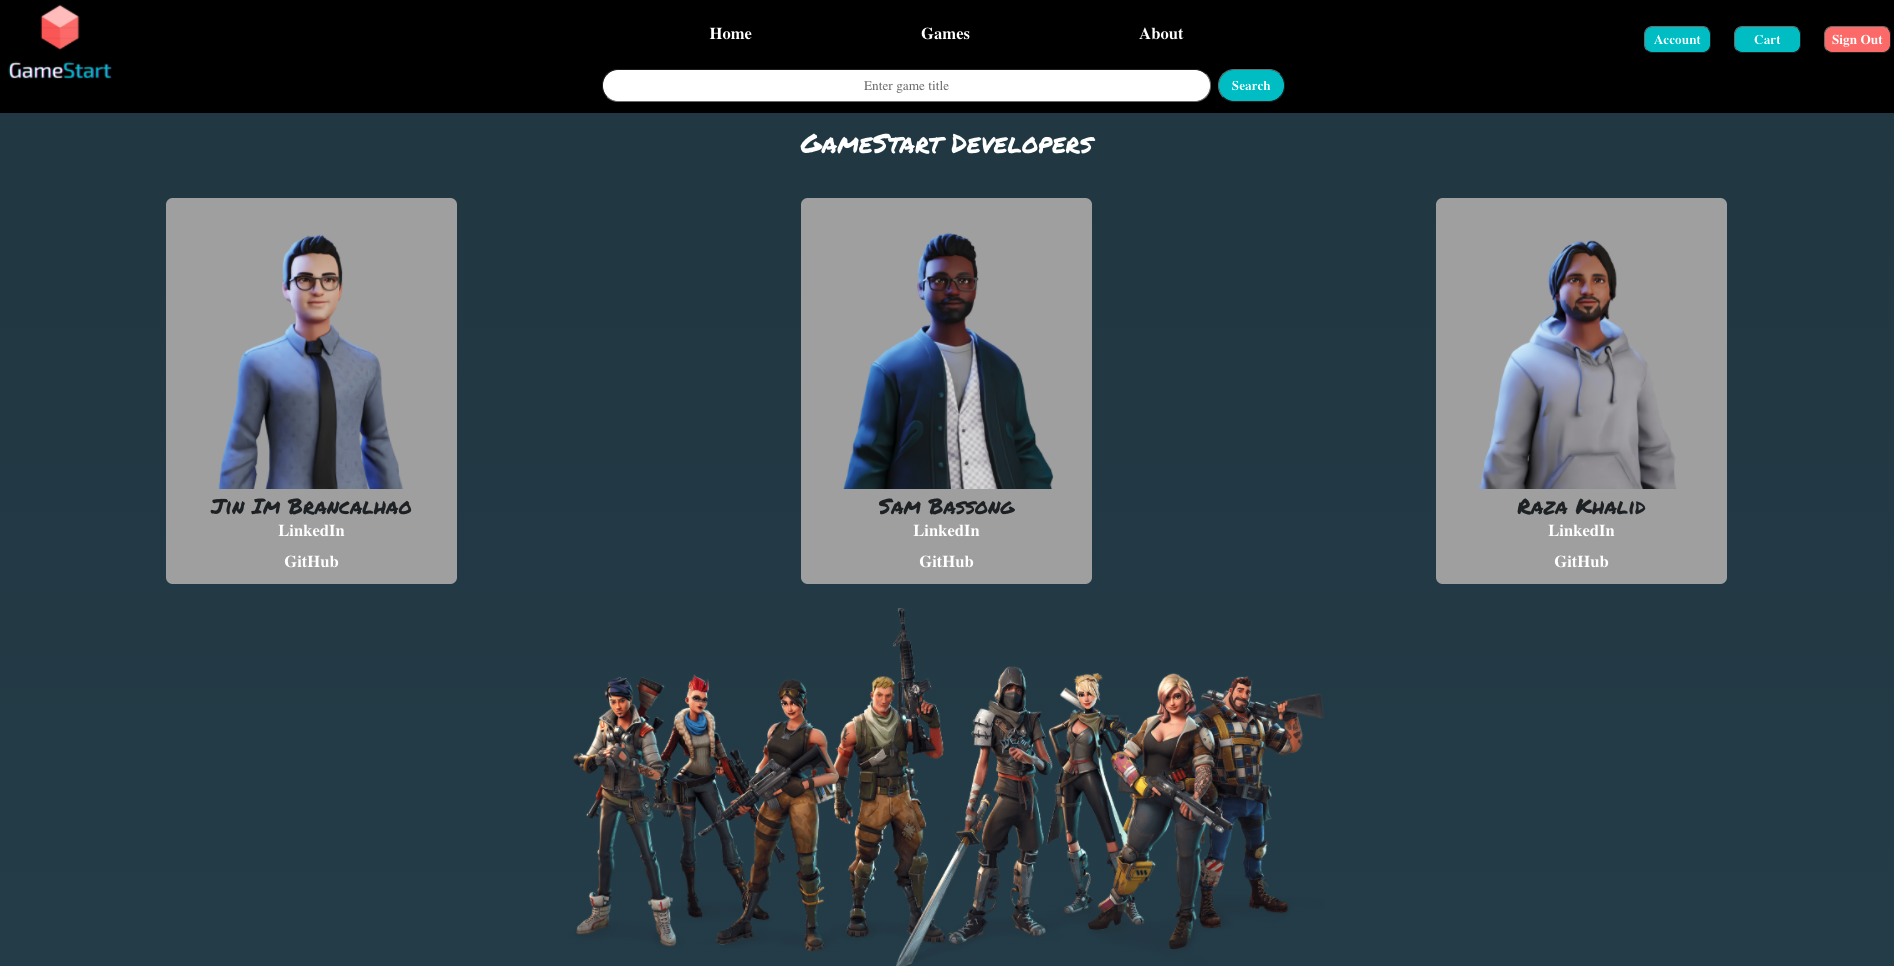 GameStart
Home
Games
About
Account
Cart
Sign Out
Enter game title
Search
GameStart Developers
Jin Im Brancalhao
LinkedIn
GitHub
Sam Bassong
LinkedIn
GitHub
Raza Khalid
LinkedIn
GitHub